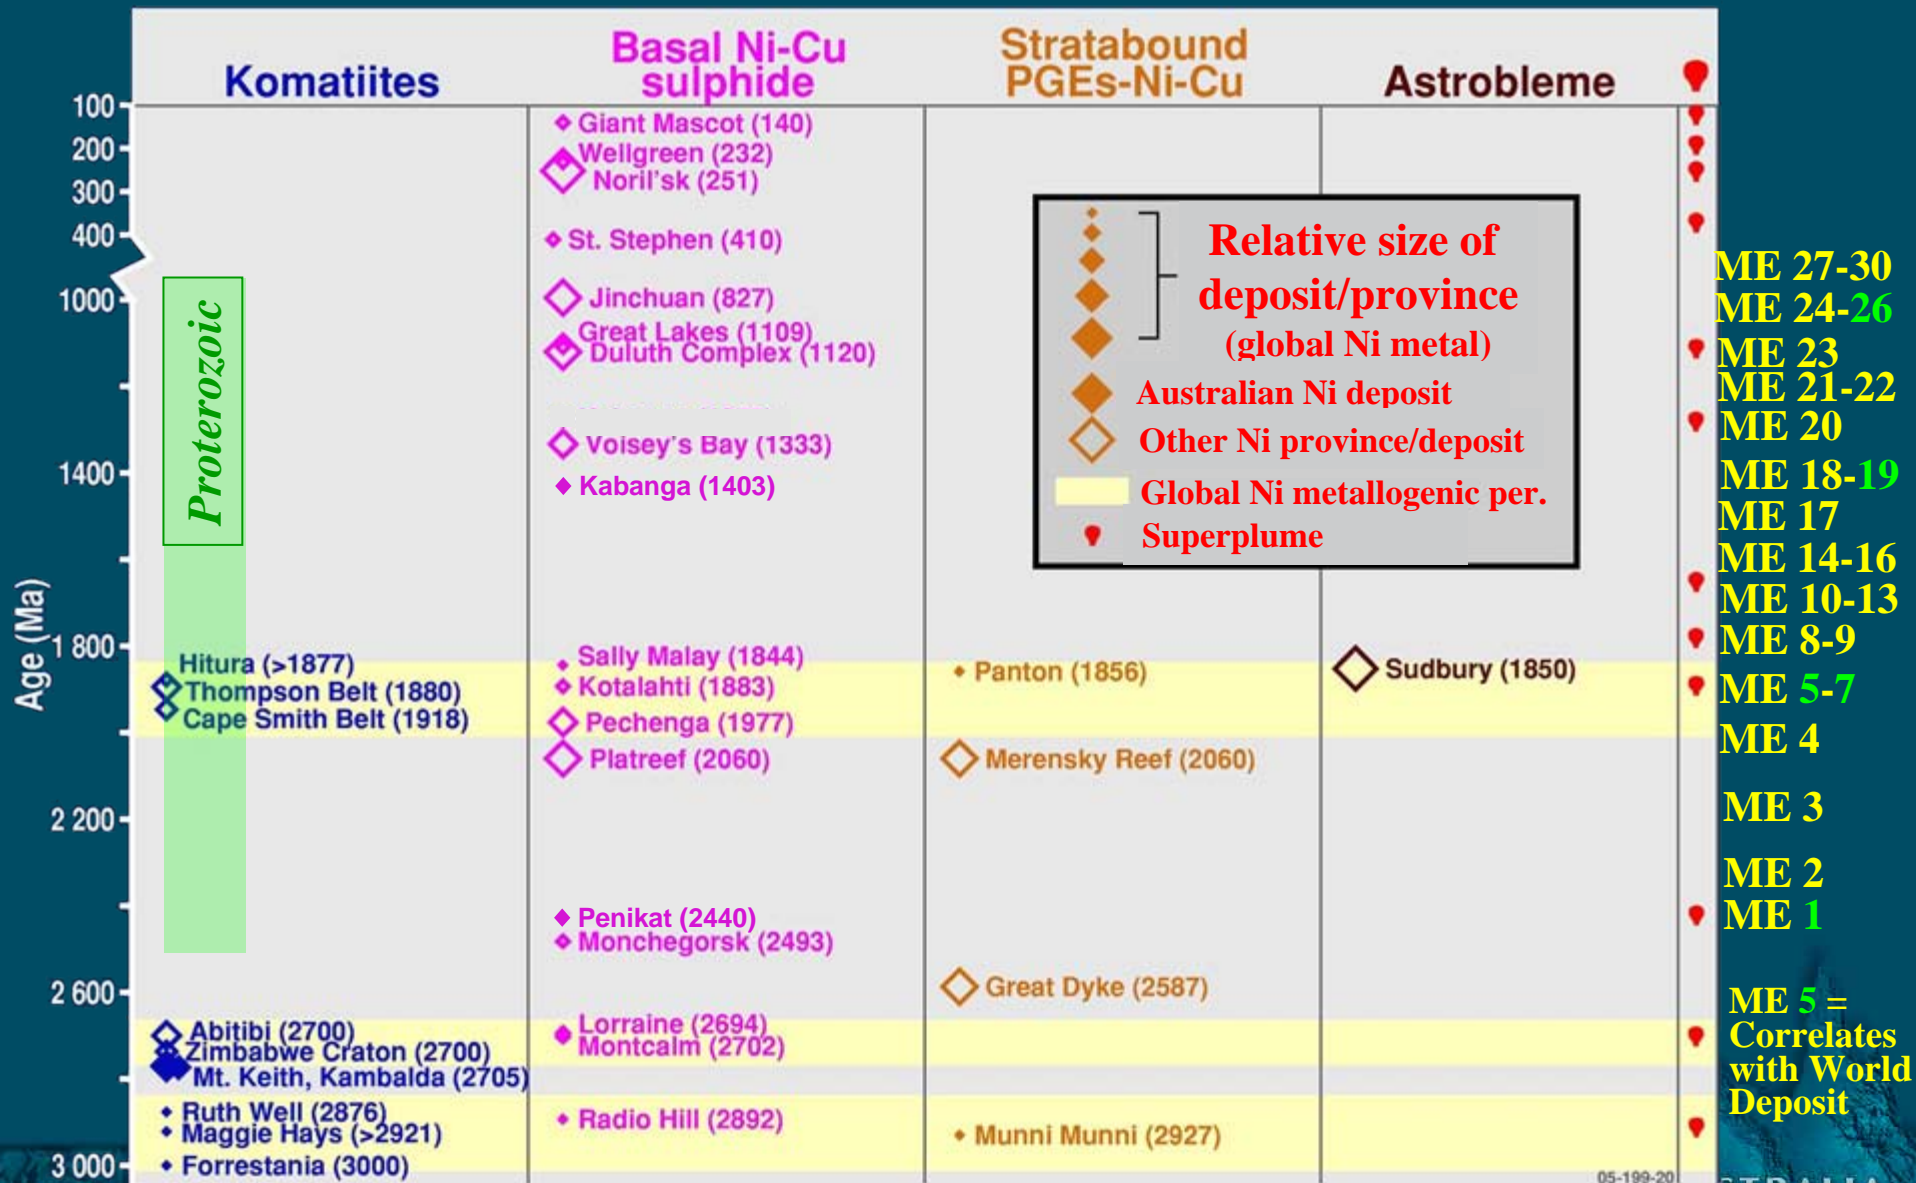 Komatiites
Basal Ni-Cu
sulphide
Stratabound
PGEs-Ni-Cu
Astrobleme
100
200
300
400
1000
1400
1 800
2 200
2 600
3 000
Age (Ma)
Proterozoic
Hitura (>1877)
Thompson Belt (1880)
Cape Smith Belt (1918)
Abitibi (2700)
Zimbabwe Craton (2700)
Mt. Keith, Kambalda (2705)
Ruth Well (2876)
Maggie Hays (>2921)
Forrestania (3000)
Giant Mascot (140)
Wellgreen (232)
Noril'sk (251)
St. Stephen (410)
Jinchuan (827)
Great Lakes (1109)
Duluth Complex (1120)
Voisey's Bay (1333)
Kabanga (1403)
Sally Malay (1844)
Kotalahti (1883)
Pechenga (1977)
Platreef (2060)
Penikat (2440)
Monchegorsk (2493)
Lorraine (2694)
Montcalm (2702)
Radio Hill (2892)
Panton (1856)
Merensky Reef (2060)
Great Dyke (2587)
Munni Munni (2927)
Sudbury (1850)
Relative size of
deposit/province
(global Ni metal)
Australian Ni deposit
Other Ni province/deposit
Global Ni metallogenic per.
Superplume
ME 27-30
ME 24-26
ME 23
ME 21-22
ME 20
ME 18-19
ME 17
ME 14-16
ME 10-13
ME 8-9
ME 5-7
ME 4
ME 3
ME 2
ME 1
ME 5 =
Correlates
with World
Deposit
05-199-20